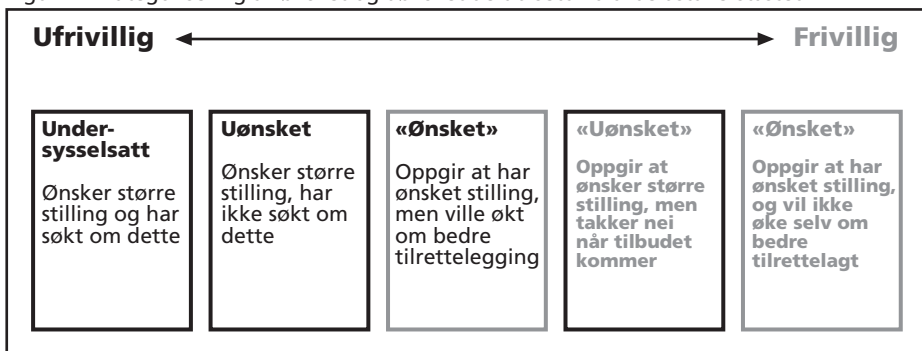 Ufrivillig
Frivillig
Under-
sysselsatt
Ønsker større
stilling og har
søkt om dette
Uønsket
Ønsker større
stilling, har
ikke søkt om
dette
«Ønsket»
Oppgir at har
ønsket stilling,
men ville økt
om bedre
tilrettelegging
«Uønsket»
Oppgir at
ønsker større
stilling, men
takker nei
når tilbudet
kommer
«Ønsket»
Oppgir at har
ønsket stilling,
og vil ikke
øke selv om
bedre
tilrettelagt